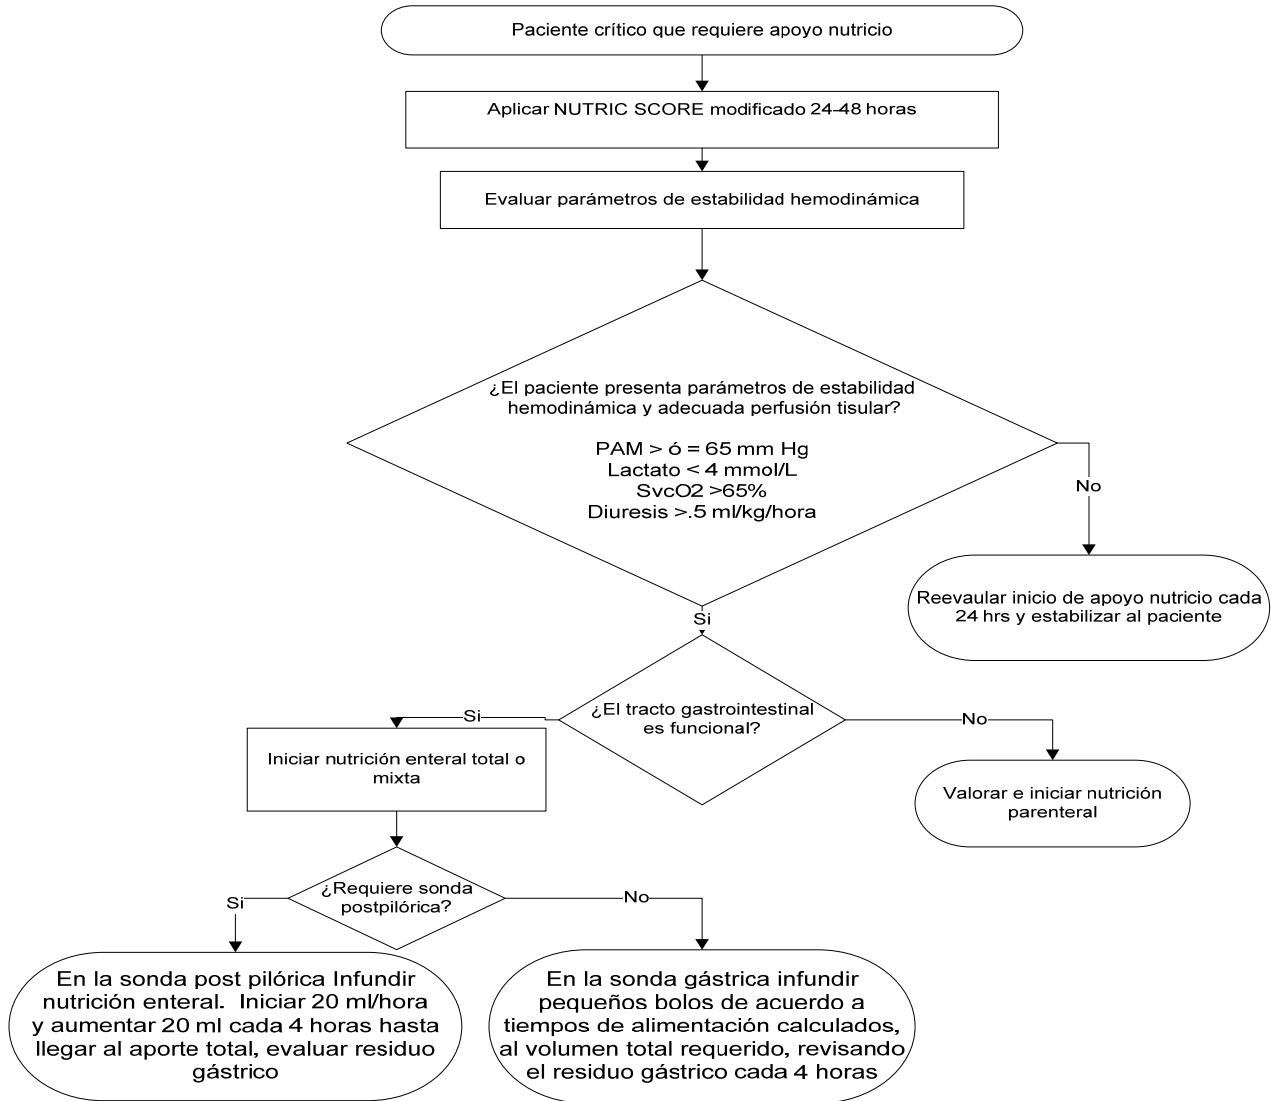 Paciente crítico que requiere apoyo nutricio
Aplicar NUTRIC SCORE modificado 24-48 horas
Evaluar parámetros de estabilidad hemodinámica
¿El paciente presenta parámetros de estabilidad
hemodinámica y adecuada perfusión tisular?
PAM > ó = 65 mm Hg
Lactato < 4 mmol/L
SvcO2 >65%
Diuresis >.5 ml/kg/hora
No
Reevaular inicio de apoyo nutricio cada
24 hrs y estabilizar al paciente
Si
¿El tracto gastrointestinal
es funcional?
Si
No
Iniciar nutrición enteral total o
mixta
Valorar e iniciar nutrición
parenteral
¿Requiere sonda
postpilórica?
Si
No
En la sonda post pilórica Infundir
nutrición enteral. Iniciar 20 ml/hora
y aumentar 20 ml cada 4 horas hasta
llegar al aporte total, evaluar residuo
gástrico
En la sonda gástrica infundir
pequeños bolos de acuerdo a
tiempos de alimentación calculados,
al volumen total requerido, revisando
el residuo gástrico cada 4 horas